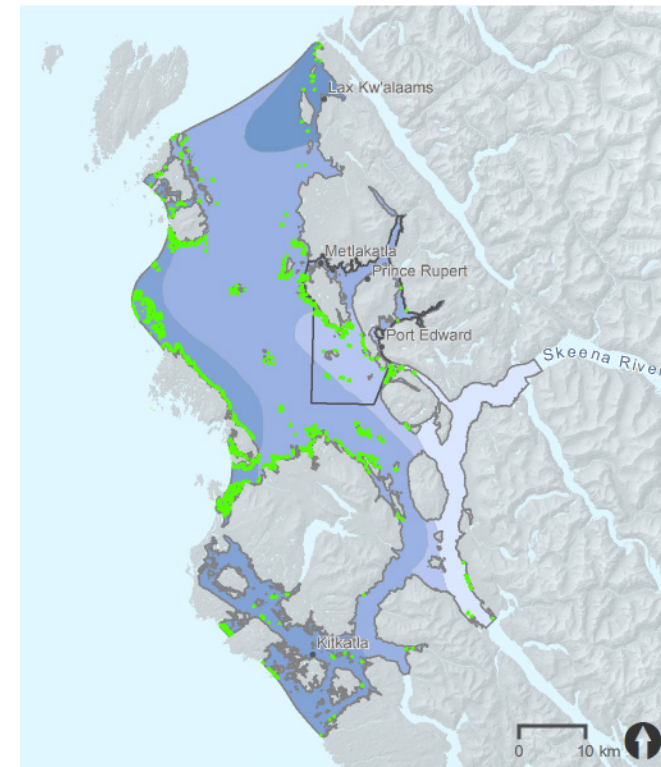 Lax Kw'alaams
Metlakatla
Prince Rupert
Port Edward
Skeena River
Kitkatla
0 10 km